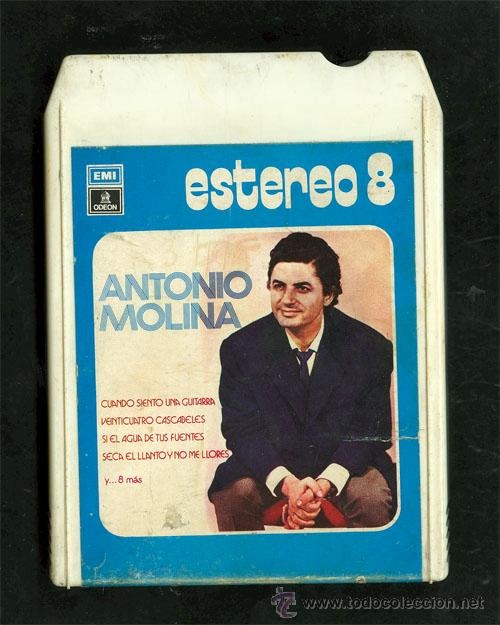 EMI
ODEON
estereo 8
ANTONIO
MOLINA
CUANDO SIENTO UNA GUITARRA
VEINTICUATRO CASCABELES
SI EL AGUA DE TUS FUENTES
SECA EL LLANTO Y NO ME LLORES
y...8 más
www.todocoleccion.net